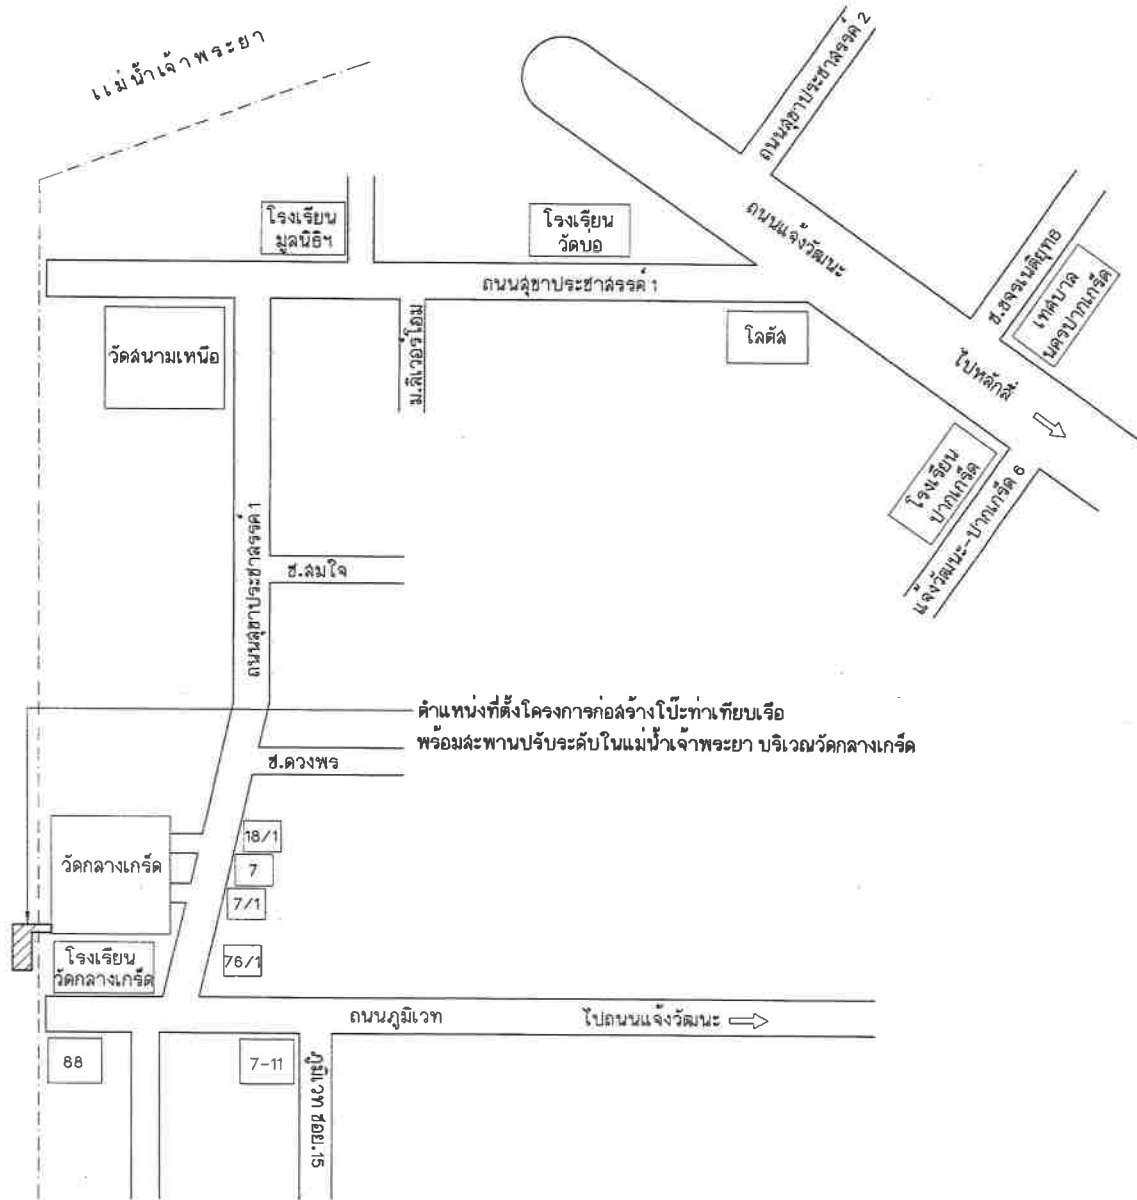 แม่น้ำเจ้าพระยา
ถนนสุขาประชาสรรค์ 2
โรงเรียน
มูลนิธิฯ
โรงเรียน
วัดบ่อ
ถนนแจ้งวัฒนะ
ถนนสุขาประชาสรรค์ 1
ซ.ขจรเนติยุทธ
เทศบาล
นครปากเกร็ด
วัดสนามเหนือ
ม.ลิเวอร์โฮม
โลตัส
ไปหลักสี่
โรงเรียน
ปากเกร็ด
แจ้งวัฒนะ-ปากเกร็ด 6
ถนนสุขาประชาสรรค์ 1
ซ.สมใจ
ตำแหน่งที่ตั้งโครงการก่อสร้างโป๊ะท่าเทียบเรือ
พร้อมสะพานปรับระดับในแม่น้ำเจ้าพระยา บริเวณวัดกลางเกร็ด
ซ.ดวงพร
18/1
วัดกลางเกร็ด
7
7/1
โรงเรียน
วัดกลางเกร็ด
76/1
ถนนภูมิเวท
ไปถนนแจ้งวัฒนะ
88
7-11
ภูมิเวท ซอย.15